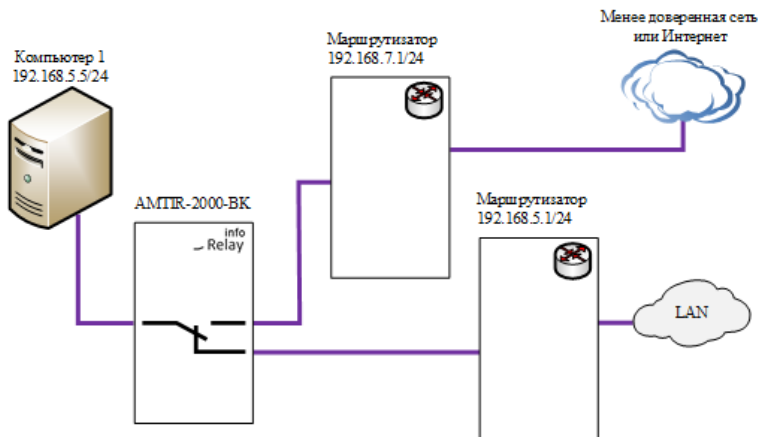 Менее доверенная сеть
или Интернет
Маршрутизатор
192.168.7.1/24
Компьютер 1
192.168.5.5/24
Маршрутизатор
192.168.5.1/24
AMTIR-2000-BK
info
Relay
LAN